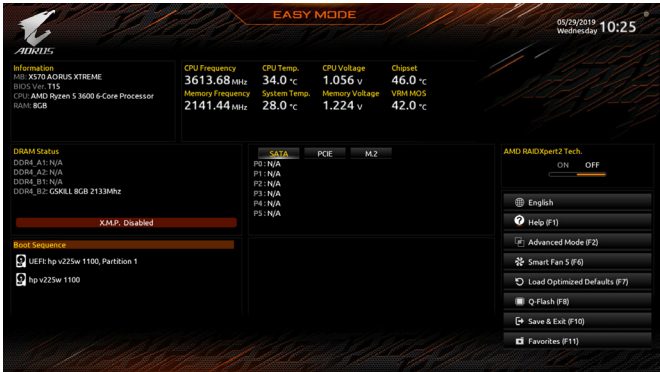 EASY MODE
05/29/2019
Wednesday 10:25
AORUS
Information
MB: X570 AORUS XTREME
BIOS Ver. T15
CPU: AMD Ryzen 5 3600 6-Core Processor
RAM: 8GB
CPU Frequency CPU Temp. CPU Voltage Chipset
3613.68 MHz 34.0 °C 1.056 V 46.0 °C
Memory Frequency System Temp. Memory Voltage VRM MOS
2141.44 MHz 28.0 °C 1.224 V 42.0 °C
DRAM Status
DDR4_A1: N/A
DDR4_A2: N/A
DDR4_B1: N/A
DDR4_B2: GSKILL 8GB 2133Mhz
X.M.P. Disabled
SATA PCIE M.2
P0 : N/A
P1 : N/A
P2 : N/A
P3 : N/A
P4 : N/A
P5 : N/A
AMD RAIDXpert2 Tech.
ON OFF
Boot Sequence
UEFI: hp v225w 1100, Partition 1
hp v225w 1100
English
Help (F1)
Advanced Mode (F2)
Smart Fan 5 (F6)
Load Optimized Defaults (F7)
Q-Flash (F8)
Save & Exit (F10)
Favorites (F11)